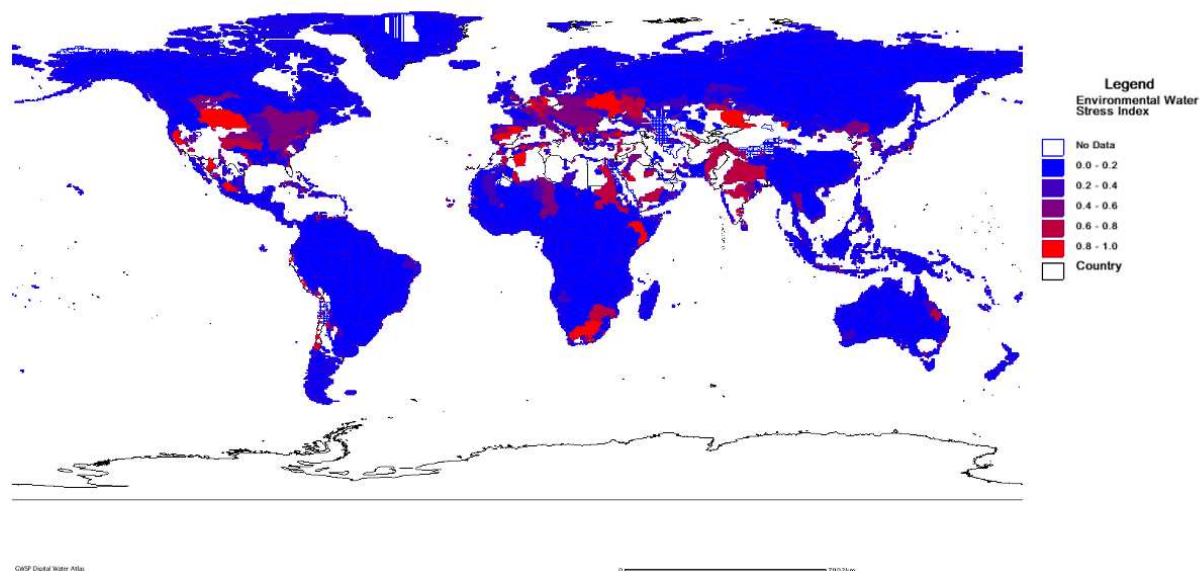 Legend
Environmental Water
Stress Index
No Data
0.0 - 0.2
0.2 - 0.4
0.4 - 0.6
0.6 - 0.8
0.8 - 1.0
Country
GWSP Digital Water Atlas
0